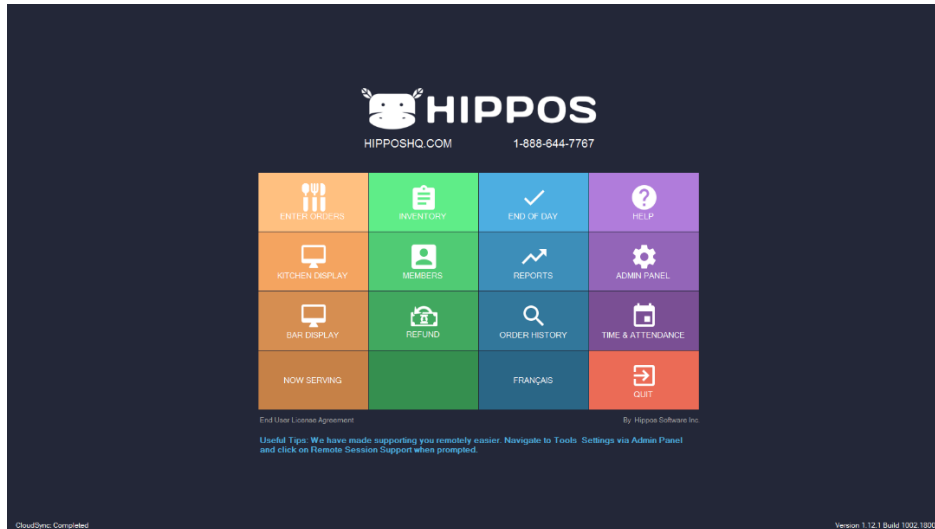 HIPPOS
HIPPOSHQ.COM 1-888-644-7767
ENTER ORDERS INVENTORY END OF DAY HELP
KITCHEN DISPLAY MEMBERS REPORTS ADMIN PANEL
BAR DISPLAY REFUND ORDER HISTORY TIME & ATTENDANCE
NOW SERVING FRANÇAIS QUIT
End User License Agreement By Hippos Software Inc
Useful Tips: We have made supporting you remotely easier. Navigate to Tools Settings via Admin Panel
and click on Remote Session Support when prompted.
CloudSync: Completed Version 1.12.1 Build 1002.1800